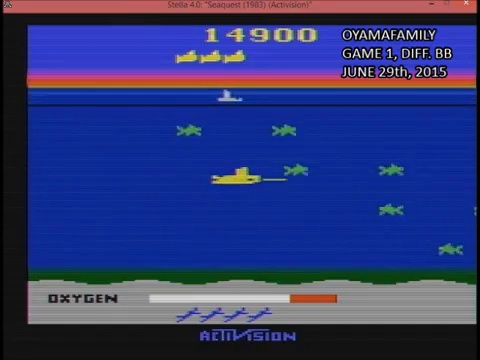 Stella 4.0: "Seaquest (1983) (Activision)"
14900
OYAMAFAMILY
GAME 1, DIFF. BB
JUNE 29th, 2015
OXYGEN
ACTIVISION